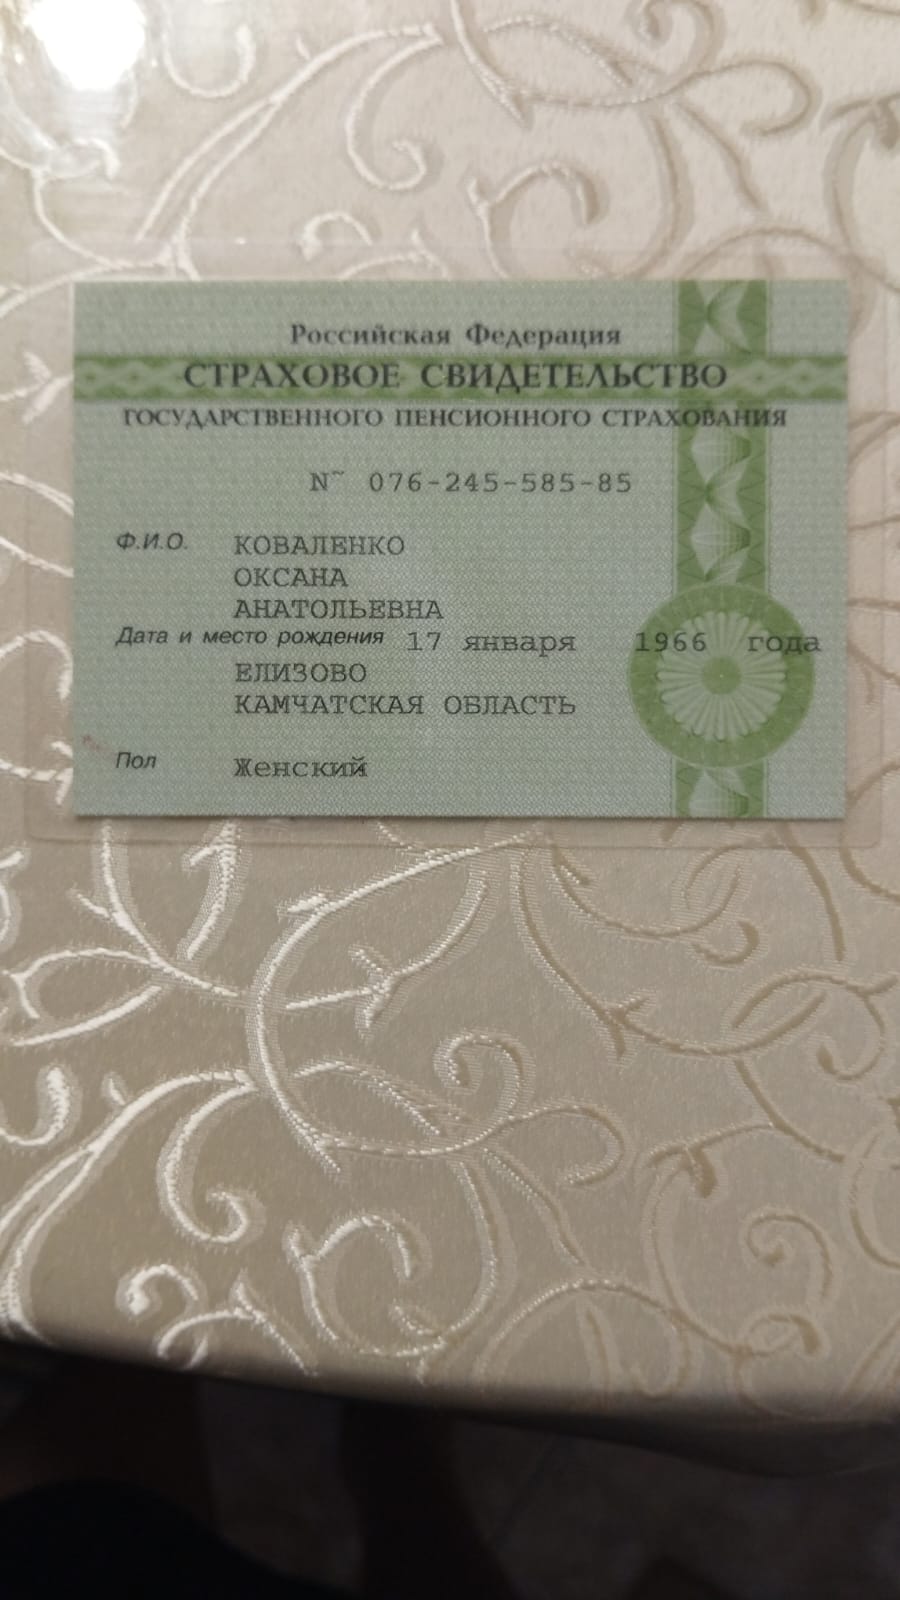 Российская Федерация
СТРАХОВОЕ СВИДЕТЕЛЬСТВО
ГОСУДАРСТВЕННОГО ПЕНСИОННОГО СТРАХОВАНИЯ
N~ 076-245-585-85
Ф.И.О. КОВАЛЕНКО
ОКСАНА
АНАТОЛЬЕВНА
Дата и место рождения 17 января 1966 года
ЕЛИЗОВО
КАМЧАТСКАЯ ОБЛАСТЬ
Пол Женский